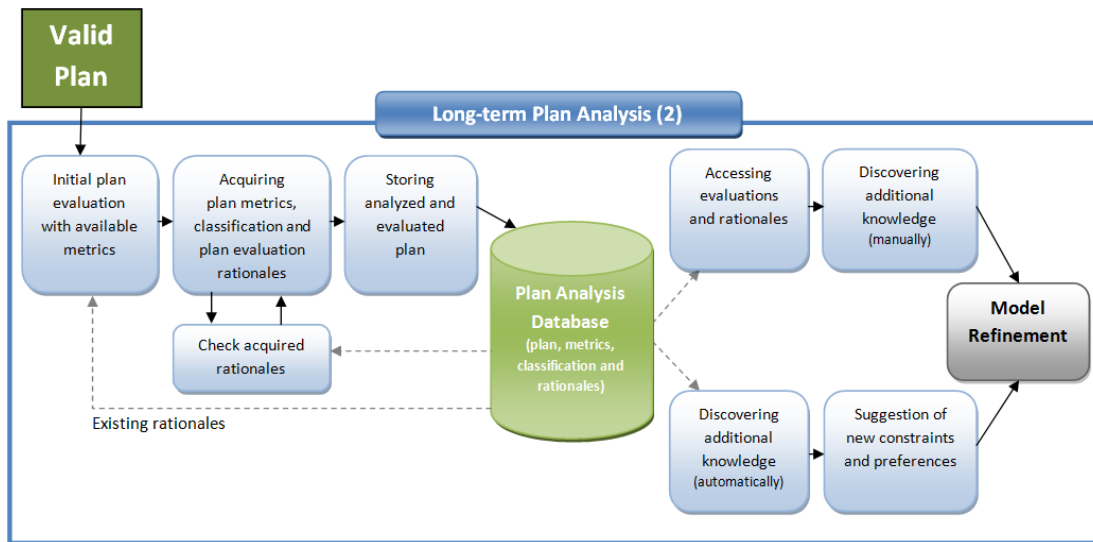 Valid
Plan
Long-term Plan Analysis (2)
Initial plan
evaluation
with available
metrics
Acquiring
plan metrics,
classification and
plan evaluation
rationales
Storing
analyzed and
evaluated
plan
Check acquired
rationales
Existing rationales
Plan Analysis
Database
(plan, metrics,
classification and
rationales)
Accessing
evaluations
and rationales
Discovering
additional
knowledge
(manually)
Discovering
additional
knowledge
(automatically)
Suggestion of
new constraints
and preferences
Model
Refinement